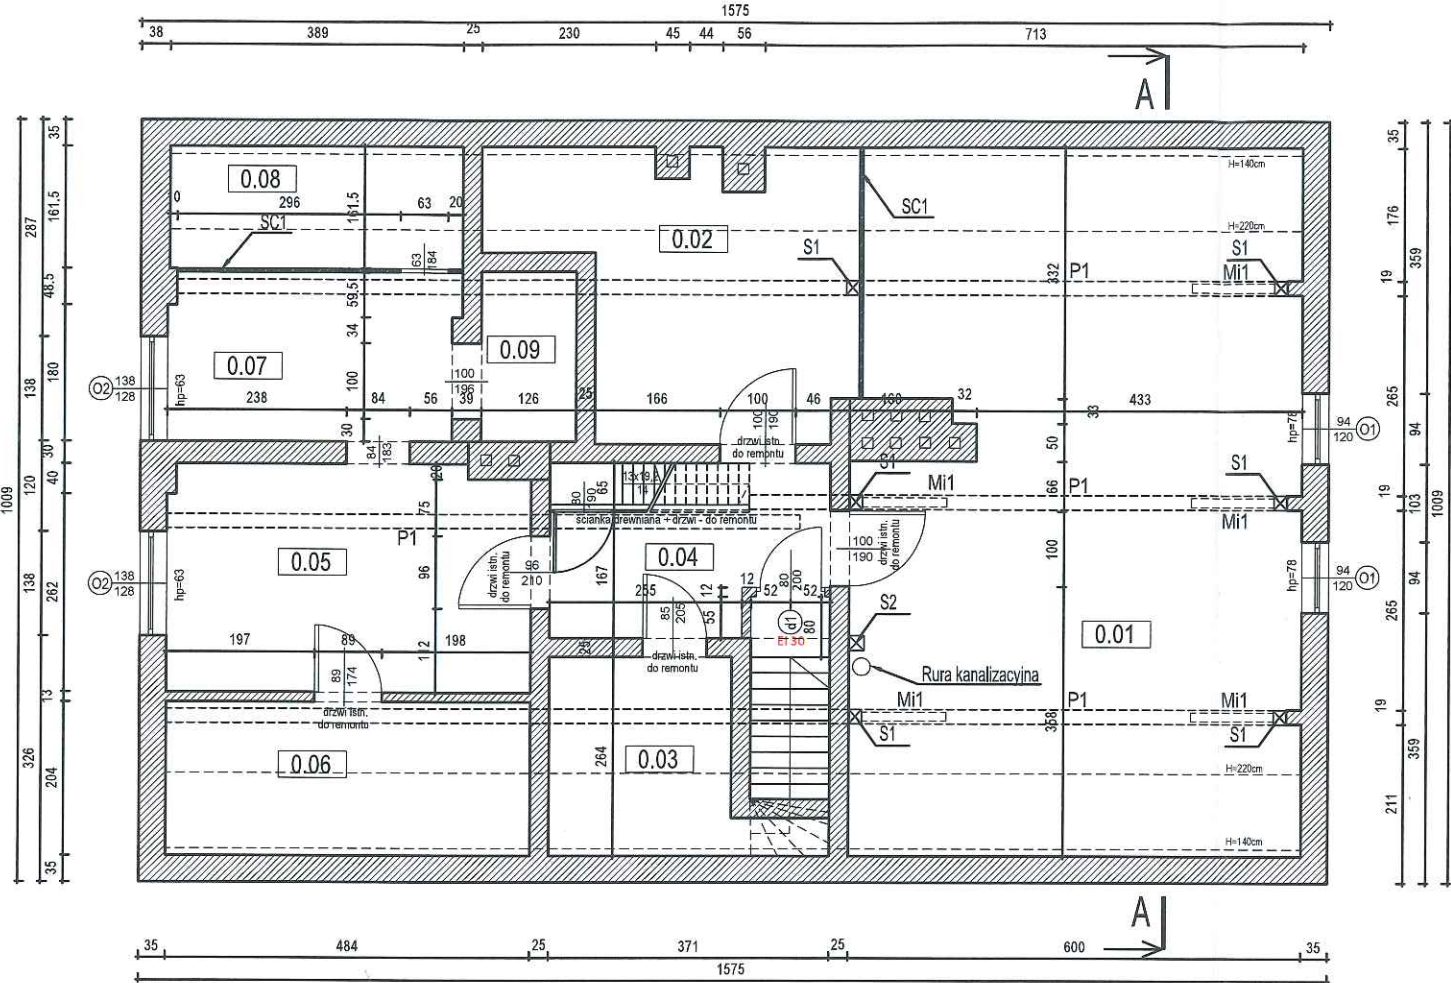 1575
38 389 25 230 45 44 56 713
A
35 35
0.08
H=140cm
0 296 63 20
161.5 161.5
287
SC1
SC1
176
H=220cm
0.02
S1
S1
359
63
184
P1
Mi1
332
19
48.5 59.5
34
0.07
0.09
O2 138
128
hp=63
138 180 100
100
196
238 84 56 39 126 25 166 100 46 160 32 433
33
265
100
190
94
120 O1
hp=78
94
30 30
84
183
drzwi istn.
do remontu
50
40
20
13x19,2
14
80
190
65
S1
Mi1
P1
S1
Mi1
166
19
120
75
1009
103
1009
ścianka drewniana + drzwi - do remontu
P1
0.05
0.04
100
190
drzwi istn.
do remontu
100
O2 138
128
hp=63
138 262
96
drzwi istn.
do remontu
96
210
167
80
200
94
120 O1
hp=78
94
255 12 12 52 52,5
85
205
55
d1
EI 30
80
S2
0.01
265
197 89 198
112
25
drzwi istn.
do remontu
89
174
Rura kanalizacyjna
13
drzwi istn.
do remontu
Mi1
P1
Mi1
19
358
S1
S1
326
0.06
264
0.03
204
H=220cm
359
211
H=140cm
35 35
A
35 484 25 371 25 600 35
1575